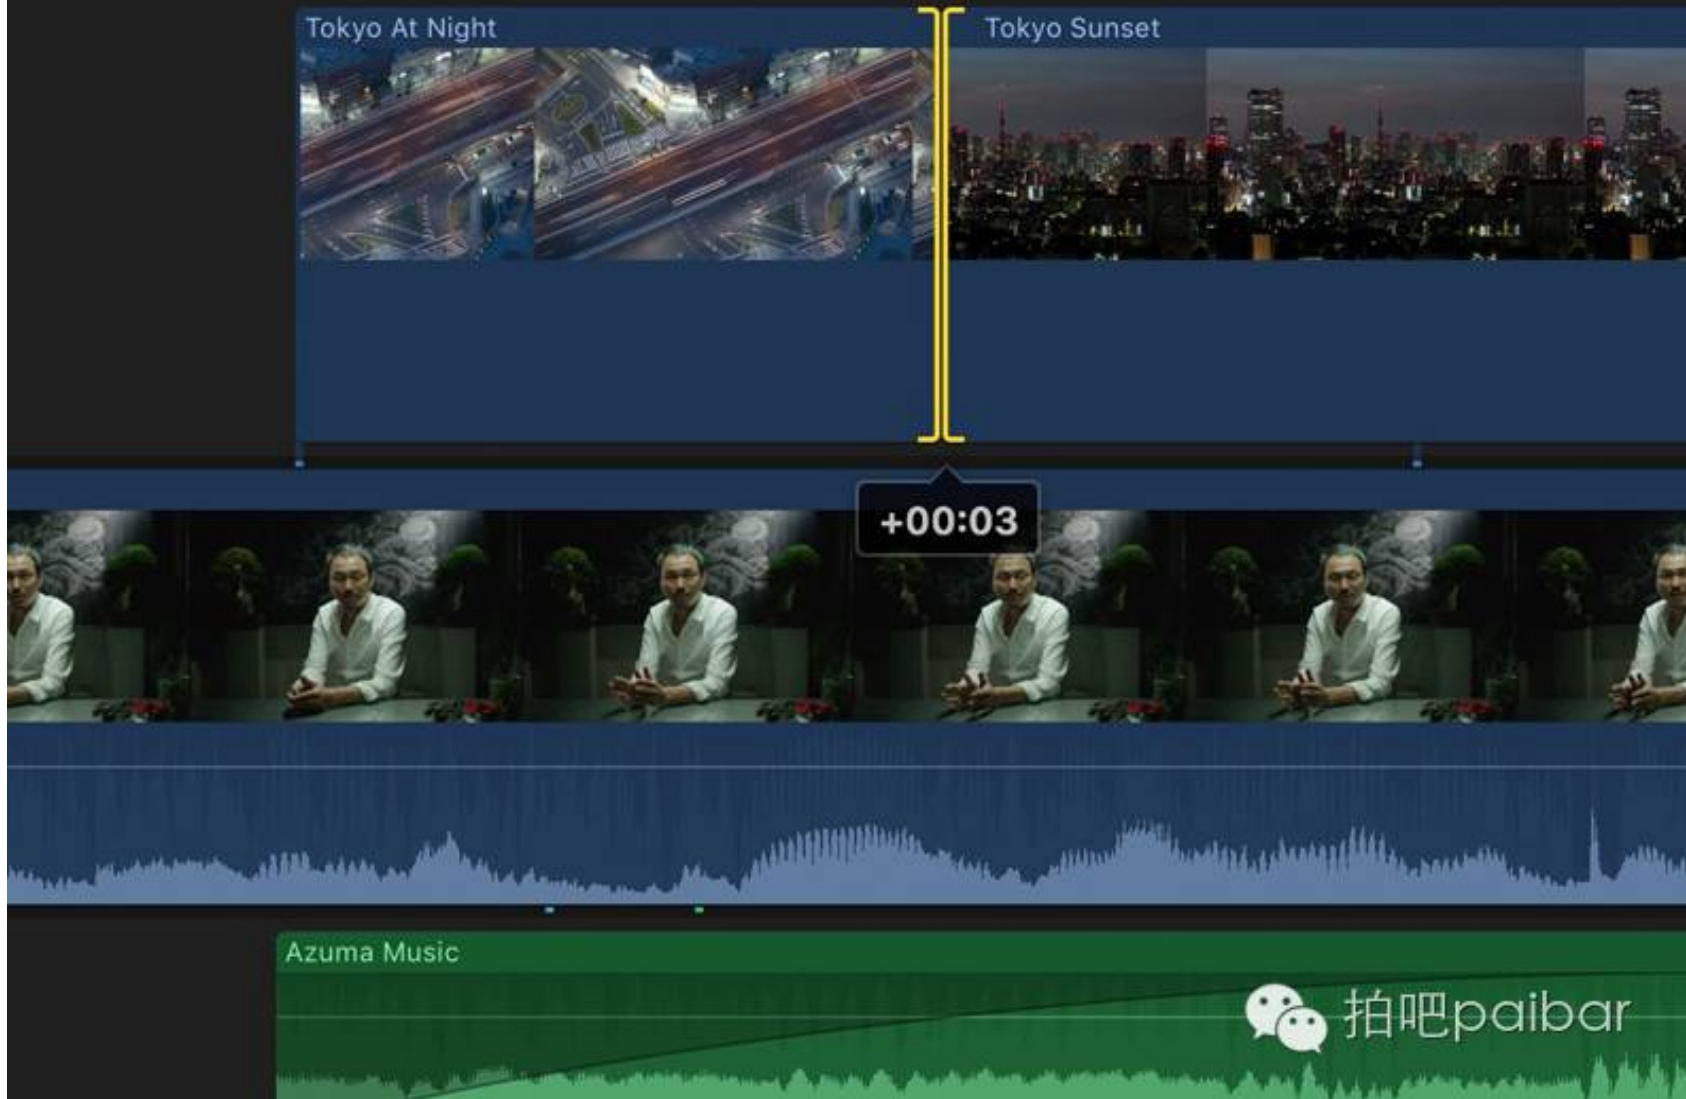 Tokyo At Night
Tokyo Sunset
+00:03
Azuma Music
拍吧paibar